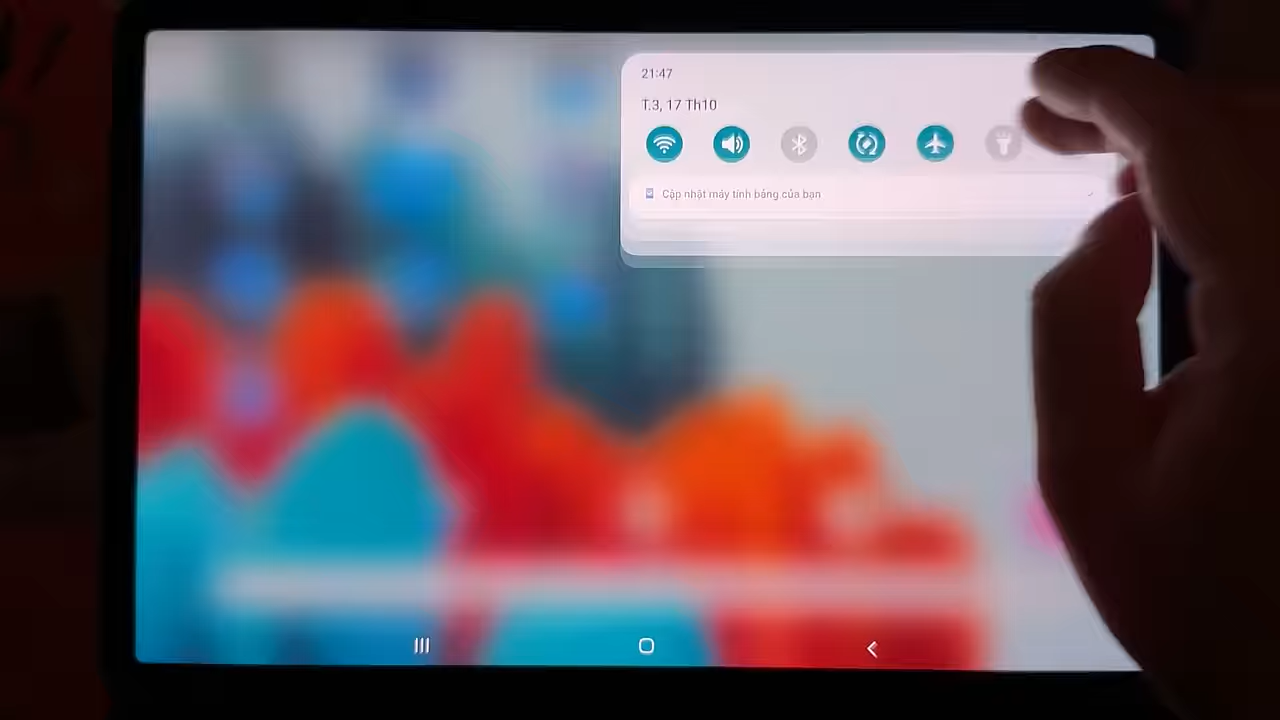 21:47
T.3, 17 Th10
Cập nhật máy tính bảng của bạn